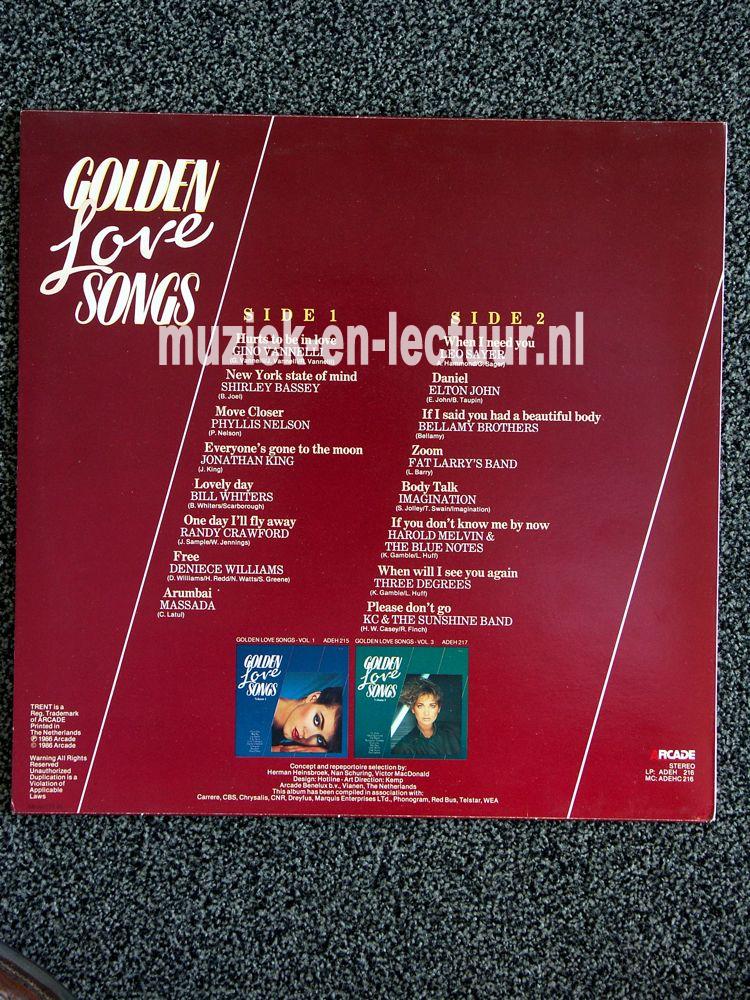 GOLDEN
Love
SONGS
SIDE 1
Hurts to be in love
GINO VANNELLI
(G. Vannelli/J. Vannelli/R. Vannelli)
New York state of mind
SHIRLEY BASSEY
(B. Joel)
Move Closer
PHYLLIS NELSON
(P. Nelson)
Everyone's gone to the moon
JONATHAN KING
(J. King)
Lovely day
BILL WHITERS
(B. Whiters/Scarborough)
One day I'll fly away
RANDY CRAWFORD
(J. Sample/W. Jennings)
Free
DENIECE WILLIAMS
(D. Williams/H. Redd/N. Watts/S. Greene)
Arumbai
MASSADA
(C. Latul)
SIDE 2
When I need you
LEO SAYER
(A. Hammond/C. Sager)
Daniel
ELTON JOHN
(E. John/B. Taupin)
If I said you had a beautiful body
BELLAMY BROTHERS
(Bellamy)
Zoom
FAT LARRY'S BAND
(L. Barry)
Body Talk
IMAGINATION
(S. Jolley/T. Swain/Imagination)
If you don't know me by now
HAROLD MELVIN &
THE BLUE NOTES
(K. Gamble/L. Huff)
When will I see you again
THREE DEGREES
(K. Gamble/L. Huff)
Please don't go
KC & THE SUNSHINE BAND
(H. W. Casey/R. Finch)
muziek-en-lectuur.nl
GOLDEN LOVE SONGS - VOL. 1 ADEH 215
GOLDEN
Love
SONGS
Volume 1
GOLDEN LOVE SONGS - VOL. 3 ADEH 217
GOLDEN
Love
SONGS
Volume 3
TRENT is a
Reg. Trademark
of ARCADE
Printed in
The Netherlands
℗ 1986 Arcade
© 1986 Arcade
Warning All Rights
Reserved
Unauthorized
Duplication is a
Violation of
Applicable
Laws
Concept and reperportoire selection by:
Herman Heinsbroek, Nan Schuring, Victor MacDonald
Design: Hotline - Art Direction: Kemp
Arcade Benelux b.v., Vianen, The Netherlands
This album has been compiled in association with:
Carrere, CBS, Chrysalis, CNR, Dreyfus, Marquis Enterprises LTd., Phonogram, Red Bus, Telstar, WEA
ARCADE
STEREO
LP: ADEH 216
MC: ADEHC 216